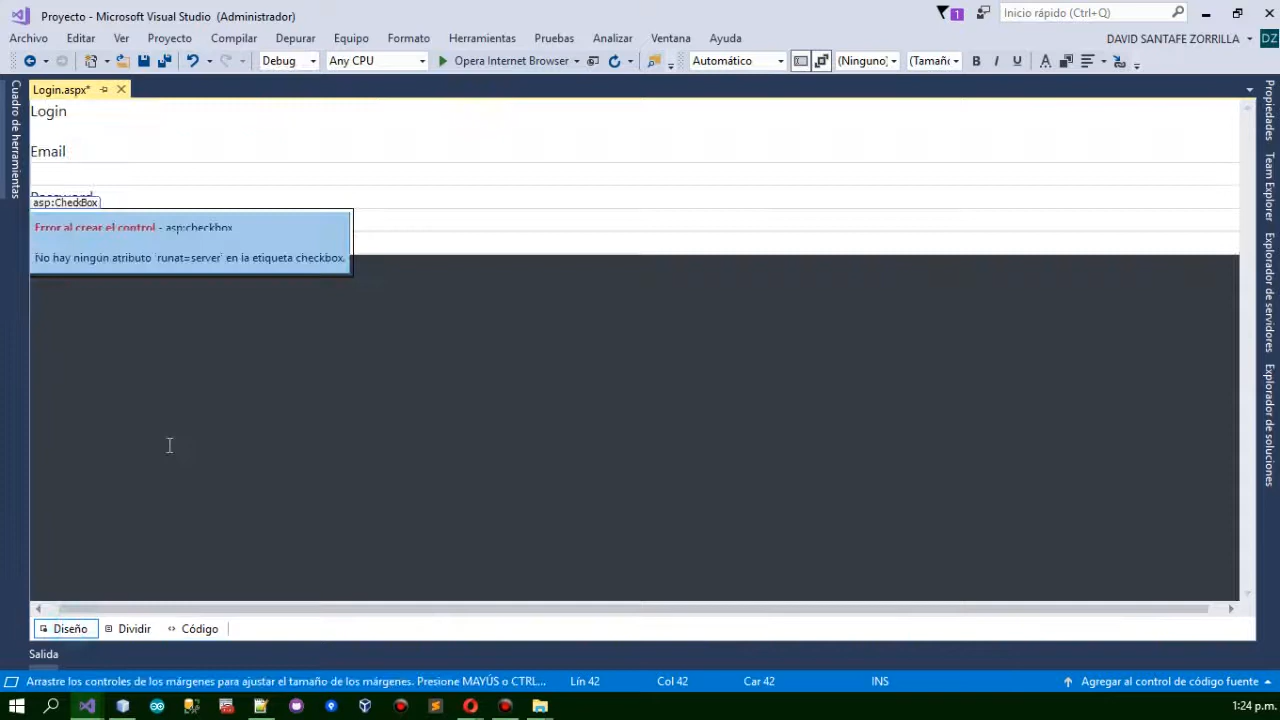 Proyecto - Microsoft Visual Studio (Administrador)
1
Inicio rápido (Ctrl+Q)
Archivo Editar Ver Proyecto Compilar Depurar Equipo Formato Herramientas Pruebas Analizar Ventana Ayuda
DAVID SANTAFE ZORRILLA DZ
Debug Any CPU Opera Internet Browser Automático (Ninguno) (Tamañ B I U A
Login.aspx*
Cuadro de herramientas
Login
Email
Password
asp:CheckBox
Error al crear el control - asp:checkbox
No hay ningún atributo 'runat=server' en la etiqueta checkbox.
Propiedades
Team Explorer
Explorador de servidores
Explorador de soluciones
Diseño Dividir Código
Salida
Arrastre los controles de los márgenes para ajustar el tamaño de los márgenes. Presione MAYÚS o CTRL... Lín 42 Col 42 Car 42 INS Agregar al control de código fuente
1:24 p.m.